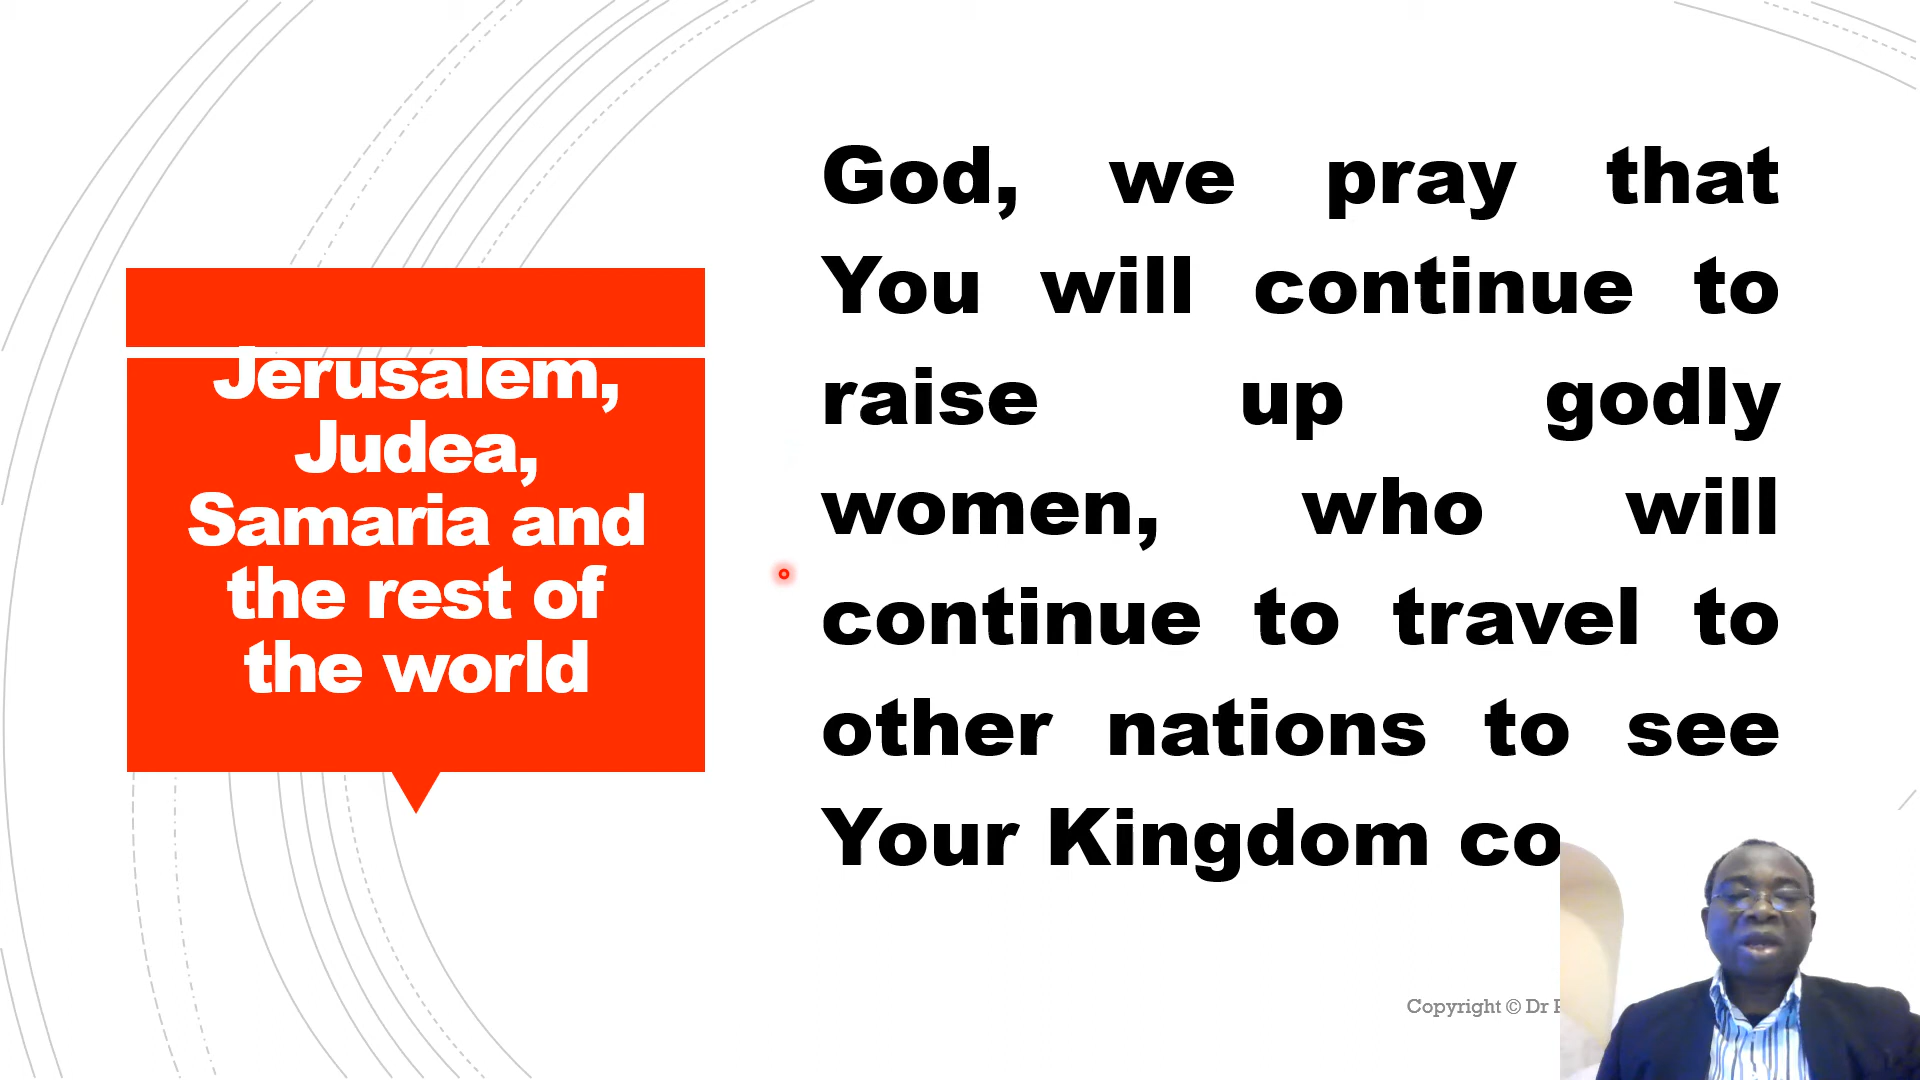 Jerusalem,
Judea,
Samaria and
the rest of
the world
God, we pray that
You will continue to
raise up godly
women, who will
continue to travel to
other nations to see
Your Kingdom
Copyright © Dr